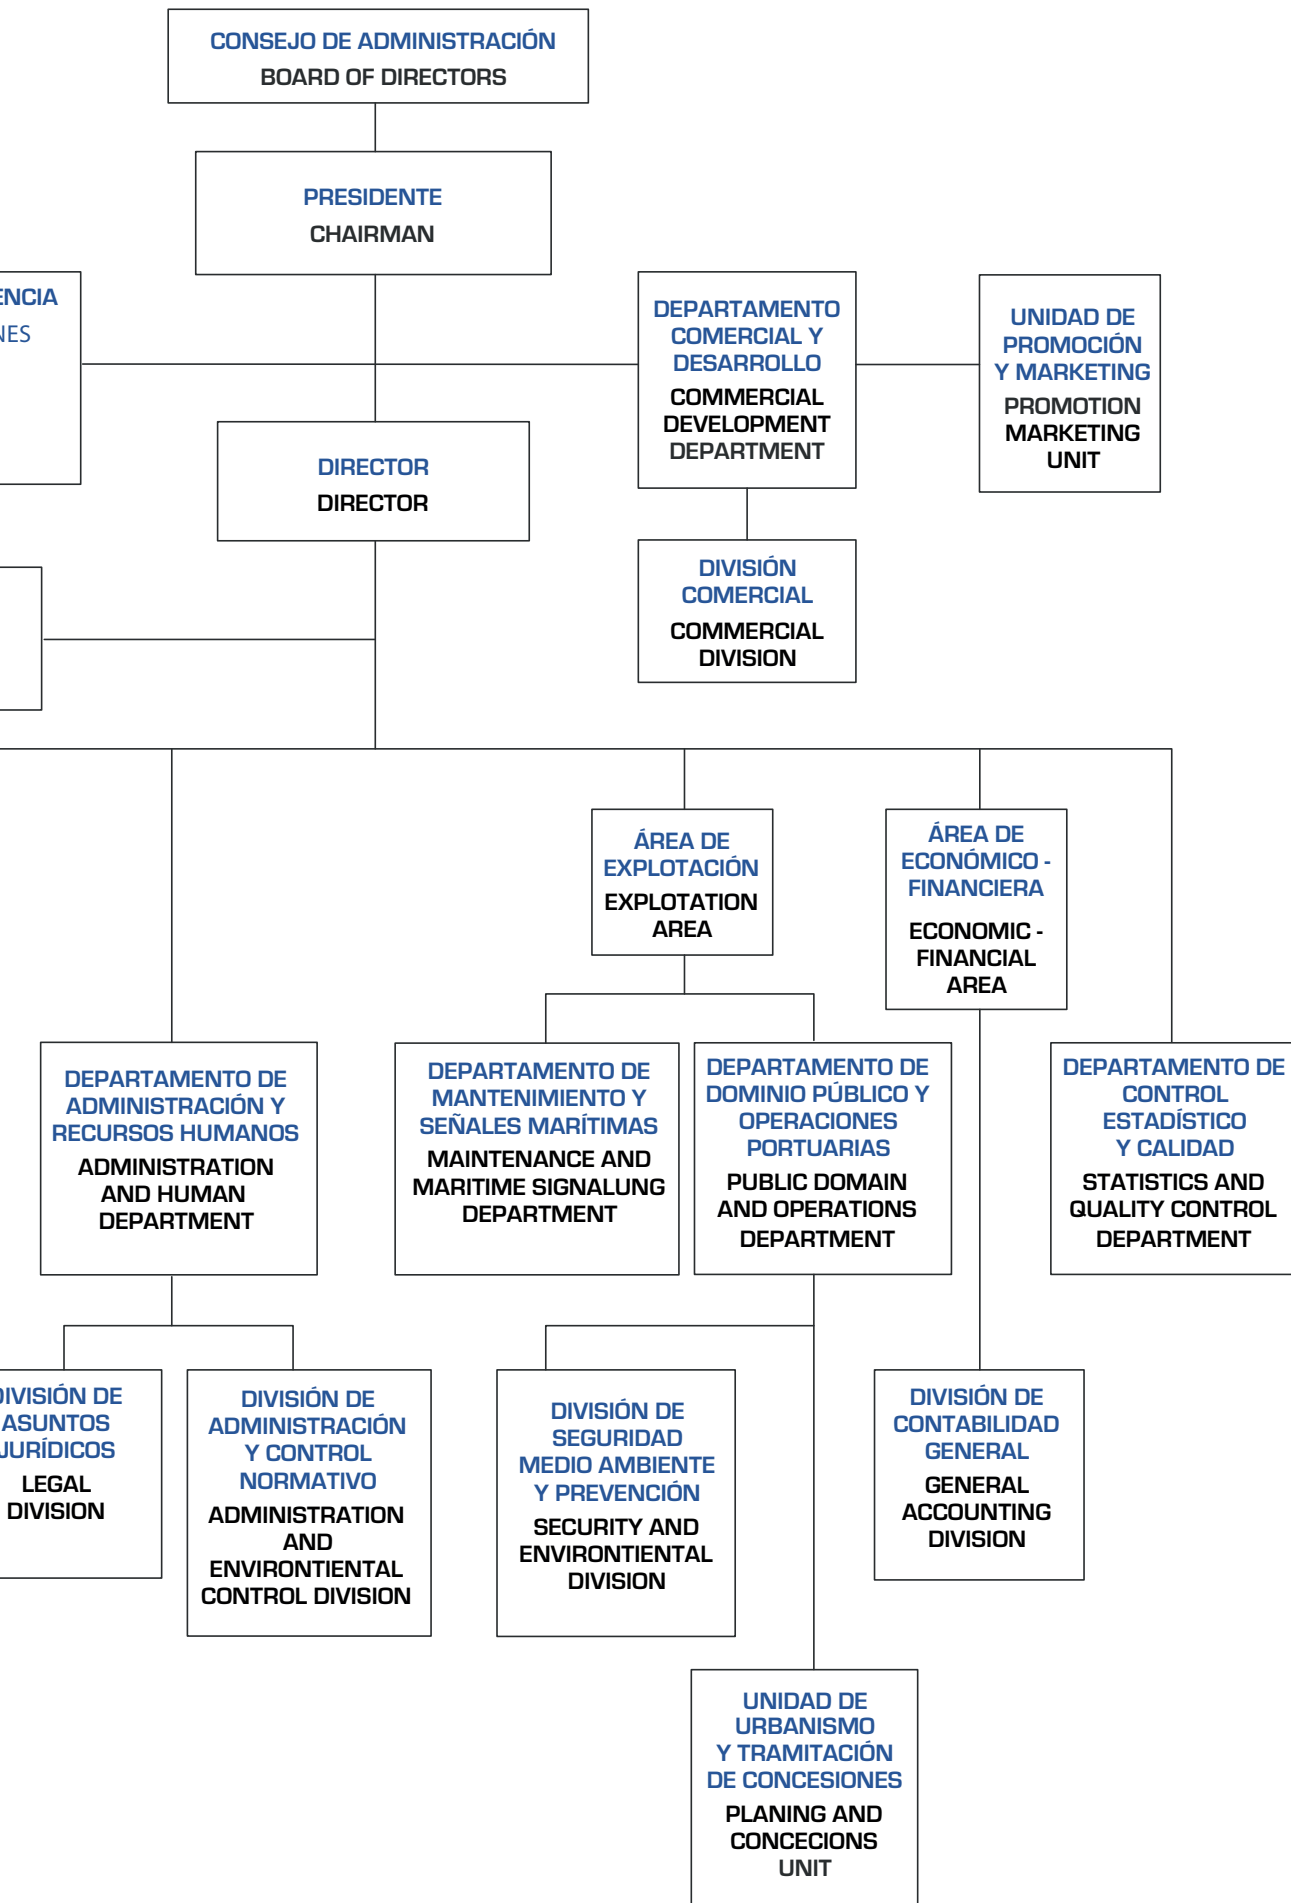 CONSEJO DE ADMINISTRACIÓN
BOARD OF DIRECTORS
PRESIDENTE
CHAIRMAN
ENCIA
NES
DEPARTAMENTO
COMERCIAL Y
DESARROLLO
COMMERCIAL
DEVELOPMENT
DEPARTMENT
UNIDAD DE
PROMOCIÓN
Y MARKETING
PROMOTION
MARKETING
UNIT
DIRECTOR
DIRECTOR
DIVISIÓN
COMERCIAL
COMMERCIAL
DIVISION
ÁREA DE
EXPLOTACIÓN
EXPLOTATION
AREA
ÁREA DE
ECONÓMICO -
FINANCIERA
ECONOMIC -
FINANCIAL
AREA
DEPARTAMENTO DE
ADMINISTRACIÓN Y
RECURSOS HUMANOS
ADMINISTRATION
AND HUMAN
DEPARTMENT
DEPARTAMENTO DE
MANTENIMIENTO Y
SEÑALES MARÍTIMAS
MAINTENANCE AND
MARITIME SIGNALUNG
DEPARTMENT
DEPARTAMENTO DE
DOMINIO PÚBLICO Y
OPERACIONES
PORTUARIAS
PUBLIC DOMAIN
AND OPERATIONS
DEPARTMENT
DEPARTAMENTO DE
CONTROL
ESTADÍSTICO
Y CALIDAD
STATISTICS AND
QUALITY CONTROL
DEPARTMENT
DIVISIÓN DE
ASUNTOS
JURÍDICOS
LEGAL
DIVISION
DIVISIÓN DE
ADMINISTRACIÓN
Y CONTROL
NORMATIVO
ADMINISTRATION
AND
ENVIRONTIENTAL
CONTROL DIVISION
DIVISIÓN DE
SEGURIDAD
MEDIO AMBIENTE
Y PREVENCIÓN
SECURITY AND
ENVIRONTIENTAL
DIVISION
DIVISIÓN DE
CONTABILIDAD
GENERAL
GENERAL
ACCOUNTING
DIVISION
UNIDAD DE
URBANISMO
Y TRAMITACIÓN
DE CONCESIONES
PLANING AND
CONCECIONS
UNIT